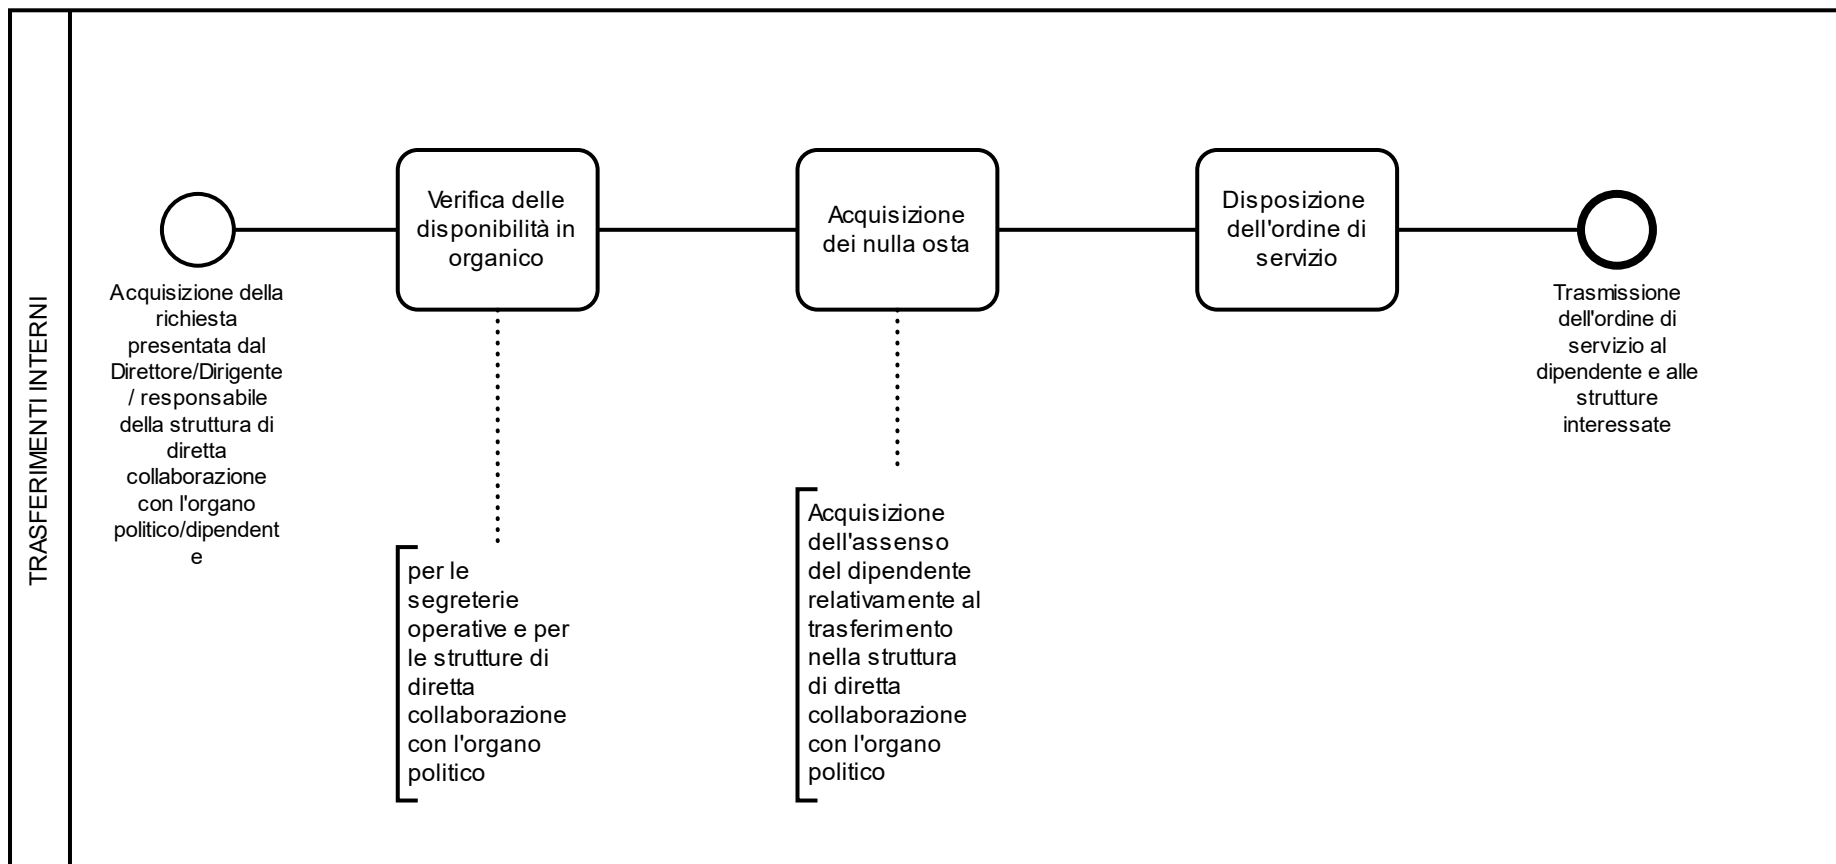 TRASFERIMENTI INTERNI
Acquisizione della
richiesta
presentata dal
Direttore/Dirigente
/ responsabile
della struttura di
diretta
collaborazione
con l'organo
politico/dipendent
e
Verifica delle
disponibilità in
organico
per le
segreterie
operative e per
le strutture di
diretta
collaborazione
con l'organo
politico
Acquisizione
dei nulla osta
Acquisizione
dell'assenso
del dipendente
relativamente al
trasferimento
nella struttura
di diretta
collaborazione
con l'organo
politico
Disposizione
dell'ordine di
servizio
Trasmissione
dell'ordine di
servizio al
dipendente e alle
strutture
interessate